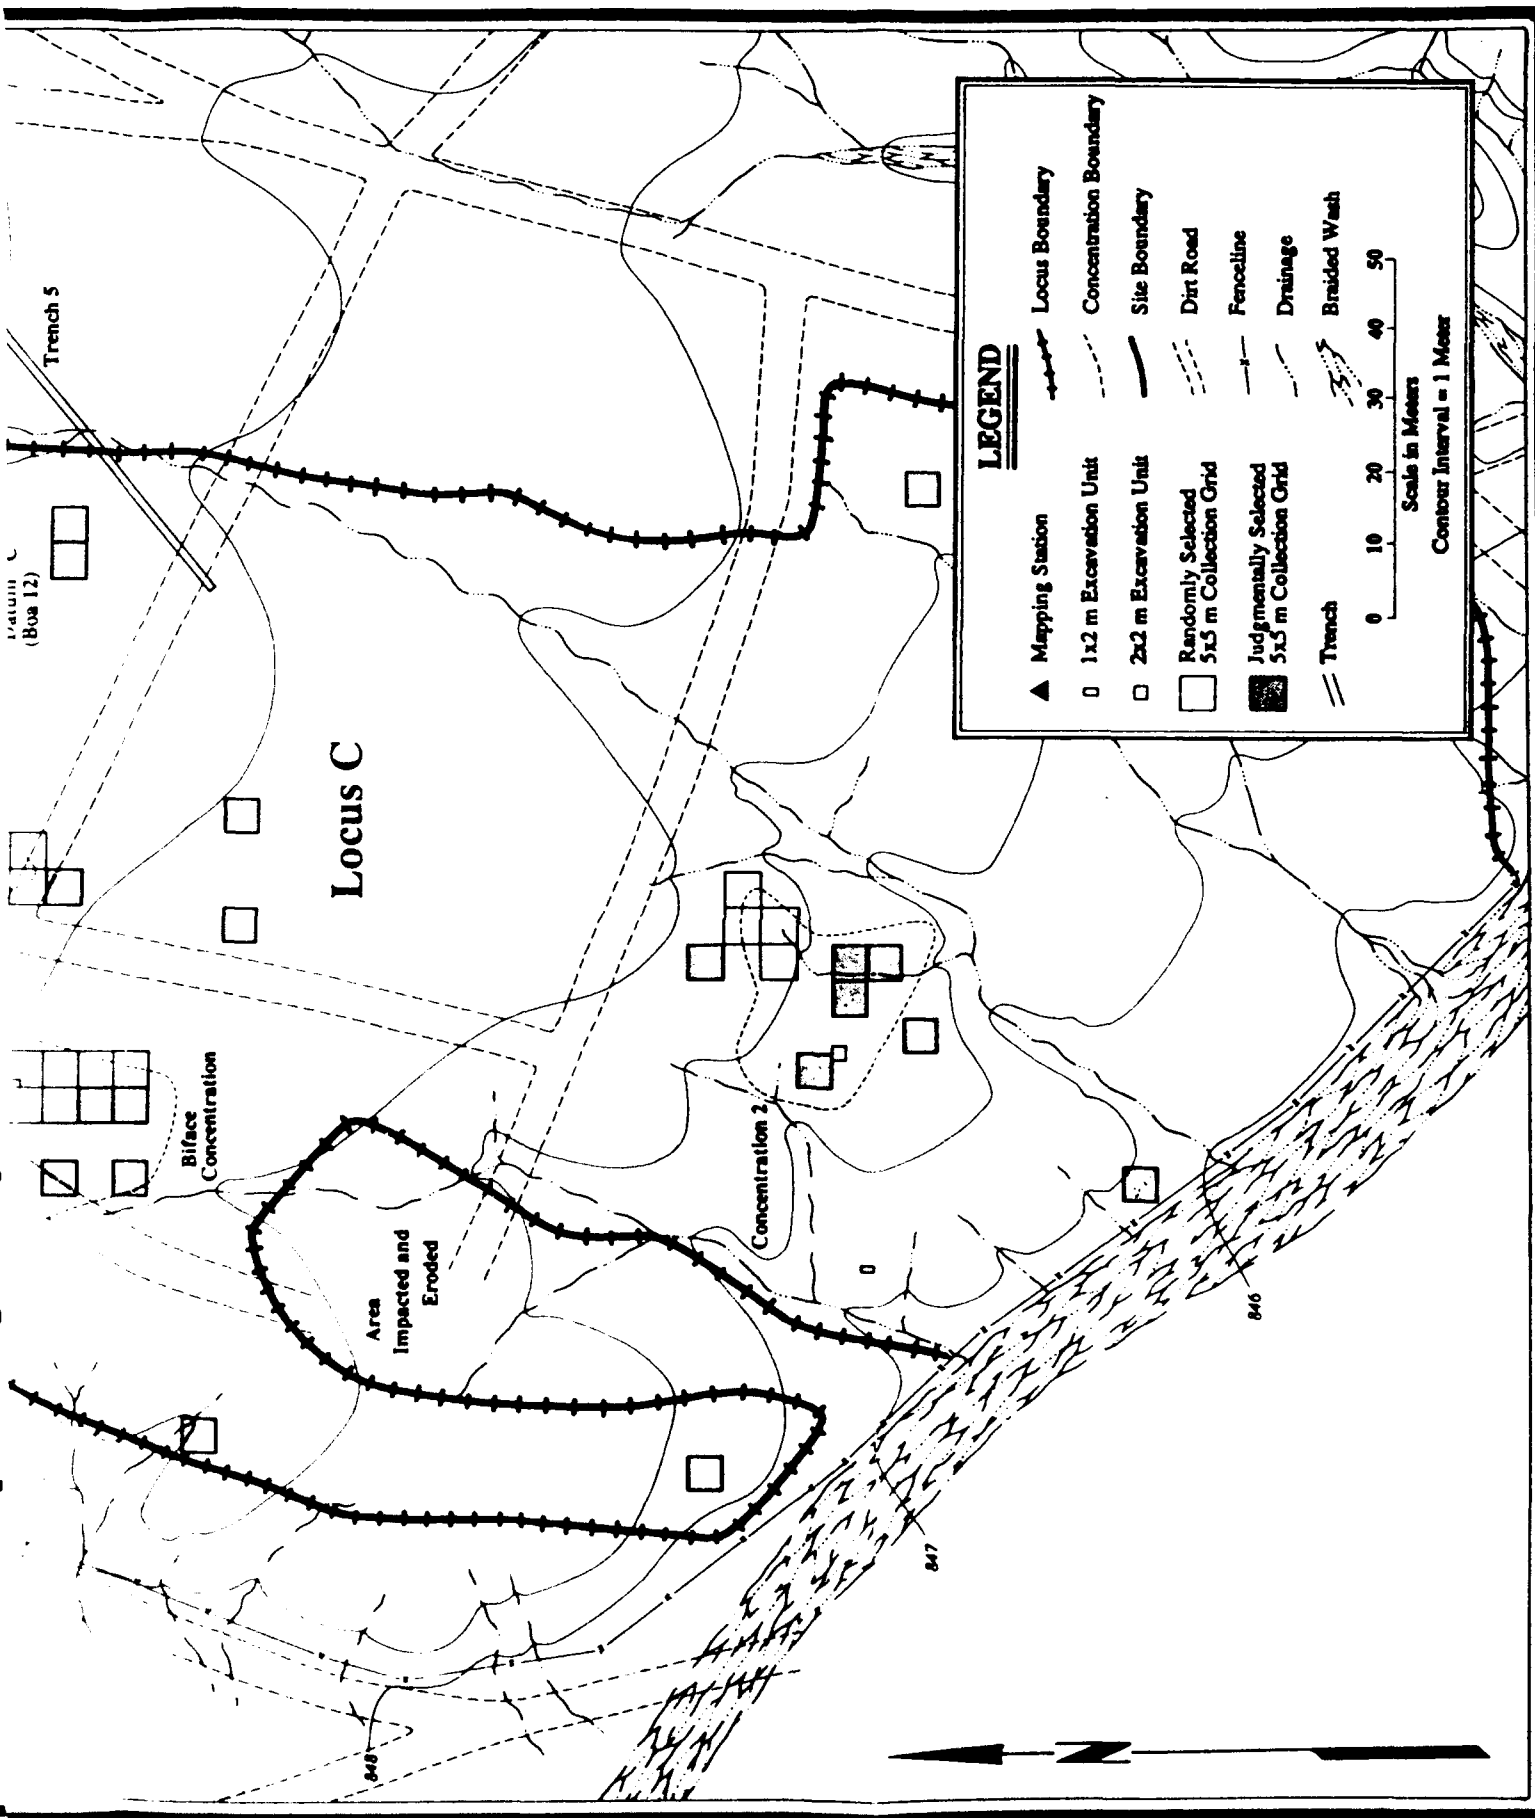 Trench 5
(Boa 12)
Locus C
Biface
Concentration
Area
Impacted and
Eroded
Concentration 2
848
847
846
N
LEGEND
Mapping Station
1x2 m Excavation Unit
2x2 m Excavation Unit
Randomly Selected
5x5 m Collection Grid
Judgmentally Selected
5x5 m Collection Grid
Trench
Locus Boundary
Concentration Boundary
Site Boundary
Dirt Road
Fenceline
Drainage
Braided Wash
0 10 20 30 40 50
Scale in Meters
Contour Interval = 1 Meter